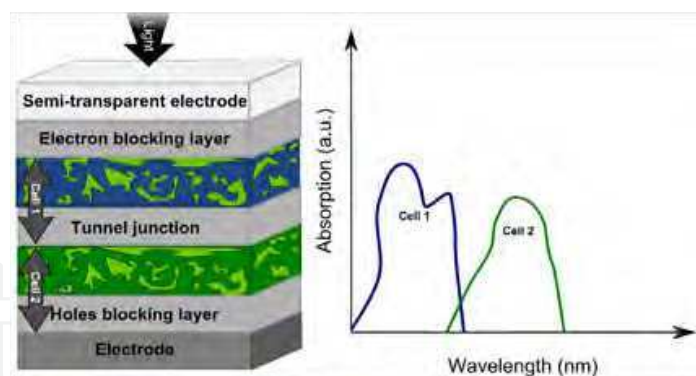 Light
Semi-transparent electrode
Electron blocking layer
Cell 1
Tunnel junction
Cell 2
Holes blocking layer
Electrode
Absorption (a.u.)
Cell 1
Cell 2
Wavelength (nm)